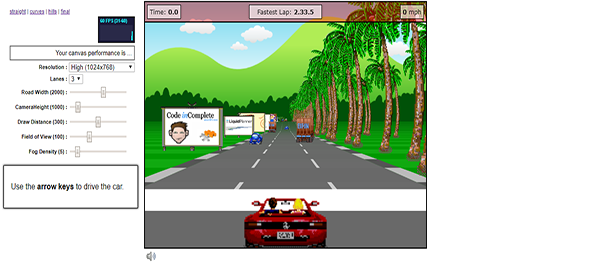 straight | curves | hills | final
60 FPS (31-60)
Your canvas performance is ...
Resolution : High (1024x768)
Lanes : 3
Road Width (2000) :
CameraHeight (1000) :
Draw Distance (300) :
Field of View (100) :
Fog Density (5) :
Use the arrow keys to drive the car.
Time: 0.0
Fastest Lap: 2.33.5
0 mph
Code inComplete
LiquidPlanner